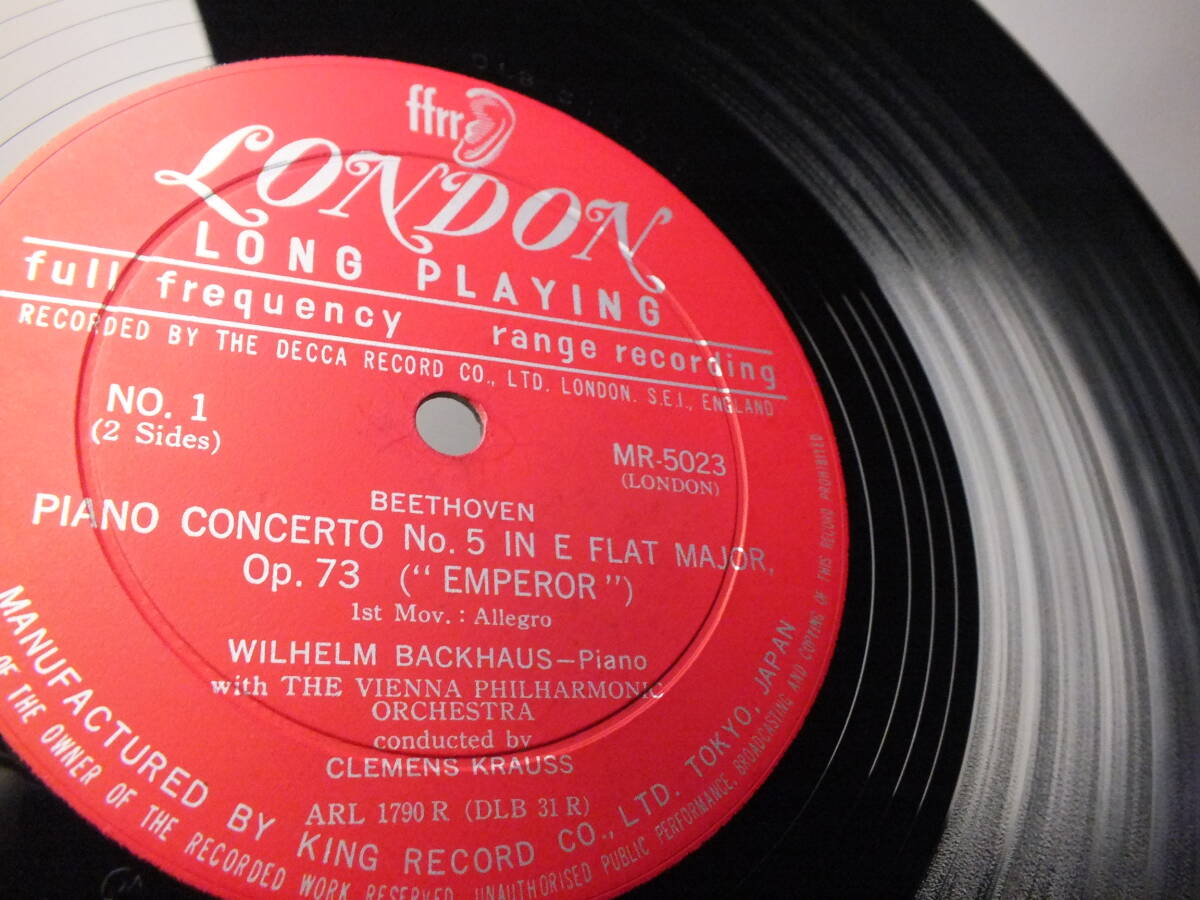 ffrr
LONDON
LONG PLAYING
full frequency range recording
RECORDED BY THE DECCA RECORD CO., LTD. LONDON. S.E.I., ENGLAND
NO. 1
(2 Sides)
MR-5023
(LONDON)
BEETHOVEN
PIANO CONCERTO No. 5 IN E FLAT MAJOR,
Op. 73 ("EMPEROR")
1st Mov. : Allegro
WILHELM BACKHAUS—Piano
with THE VIENNA PHILHARMONIC
ORCHESTRA
conducted by
CLEMENS KRAUSS
ARL 1790 R (DLB 31 R)
MANUFACTURED BY KING RECORD CO., LTD. TOKYO, JAPAN
OF THE OWNER OF THE RECORDED WORK RESERVED. UNAUTHORISED PUBLIC PERFORMANCE, BROADCASTING AND COPYING OF THIS RECORD PROHIBITED